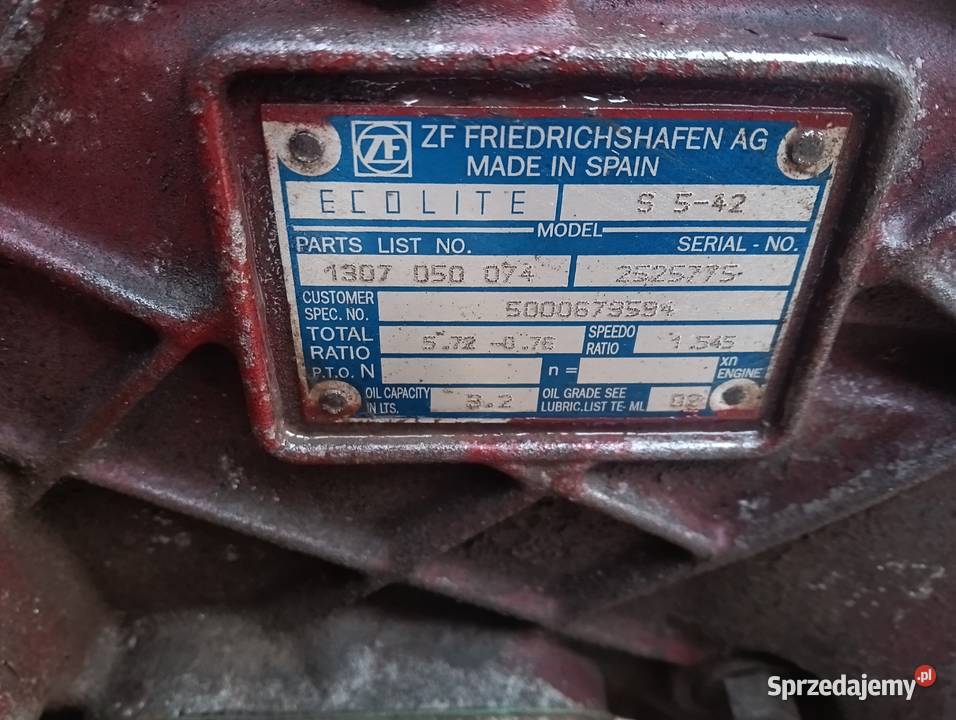 ZF FRIEDRICHSHAFEN AG
MADE IN SPAIN
ECOLITE S 5-42
MODEL
PARTS LIST NO. SERIAL - NO.
1307 050 074 2525775
CUSTOMER
SPEC. NO. 5000679594
TOTAL
RATIO 5.72 -0.76 SPEEDO
RATIO 1.545
P.T.O. N n = xn
ENGINE
OIL CAPACITY
IN LTS. 3.2 OIL GRADE SEE
LUBRIC.LIST TE- ML 02
Sprzedajemy.pl